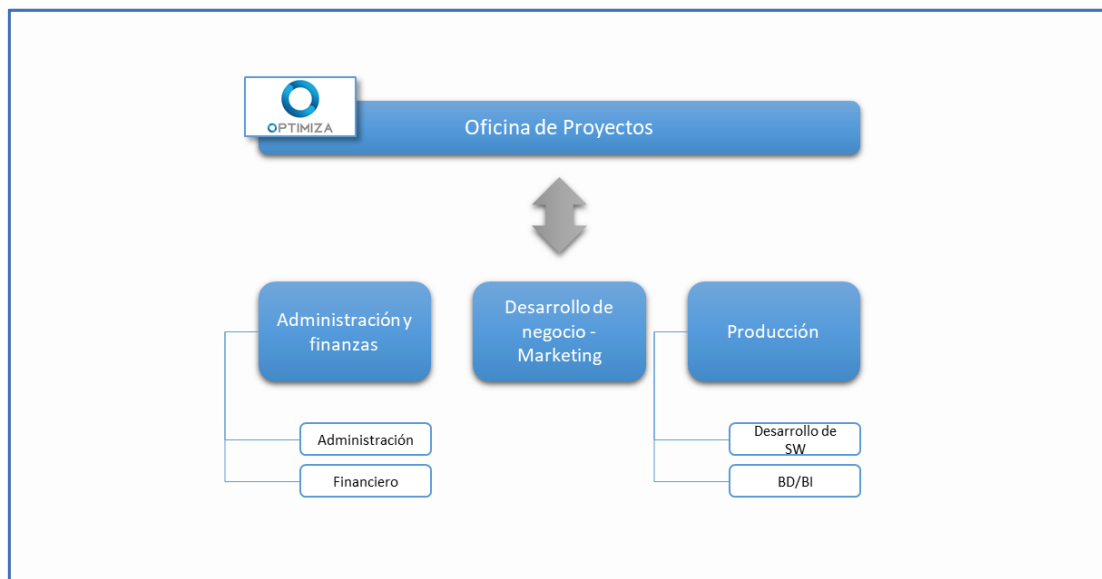 OPTIMIZA
Oficina de Proyectos
Administración y
finanzas
Desarrollo de
negocio -
Marketing
Producción
Administración
Financiero
Desarrollo de
SW
BD/BI